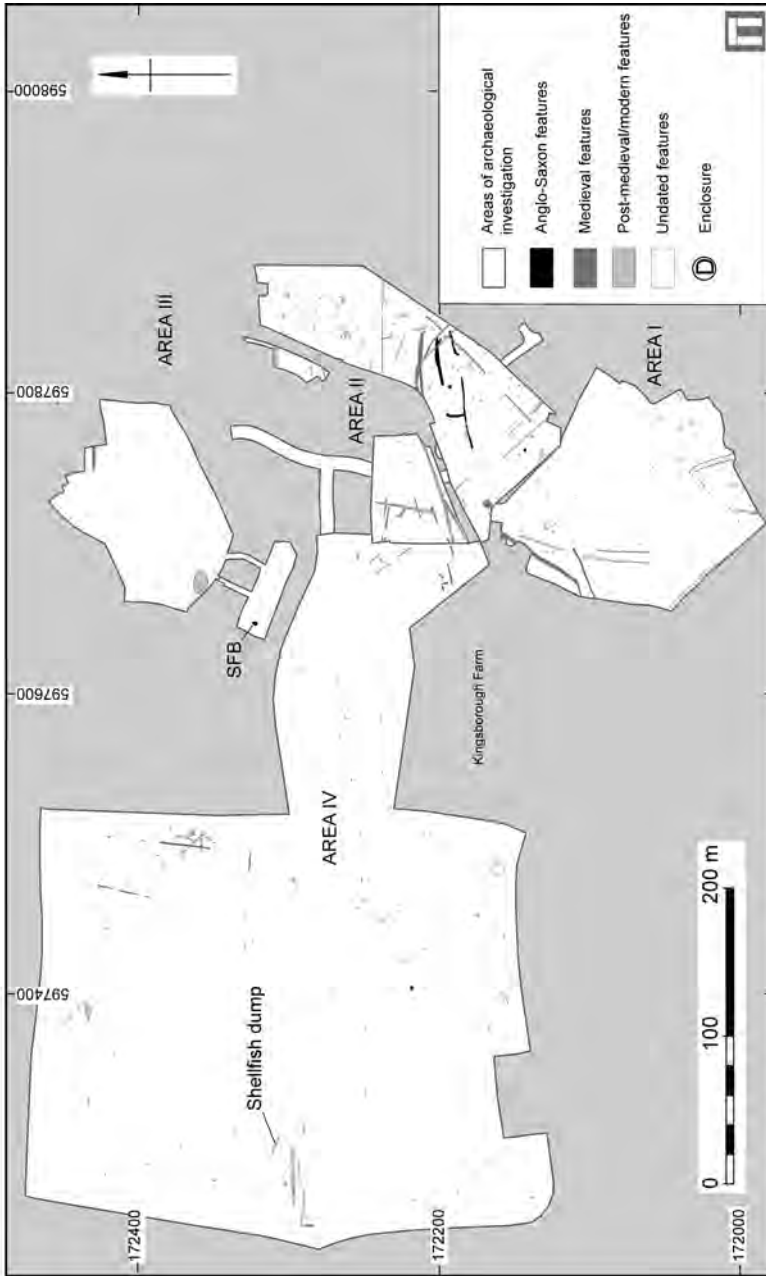 598000
597800
597600
597400
172400
172200
172000
AREA III
AREA II
AREA I
AREA IV
SFB
Kingsborough Farm
Shellfish dump
0
100
200 m
Areas of archaeological
investigation
Anglo-Saxon features
Medieval features
Post-medieval/modern features
Undated features
D
Enclosure